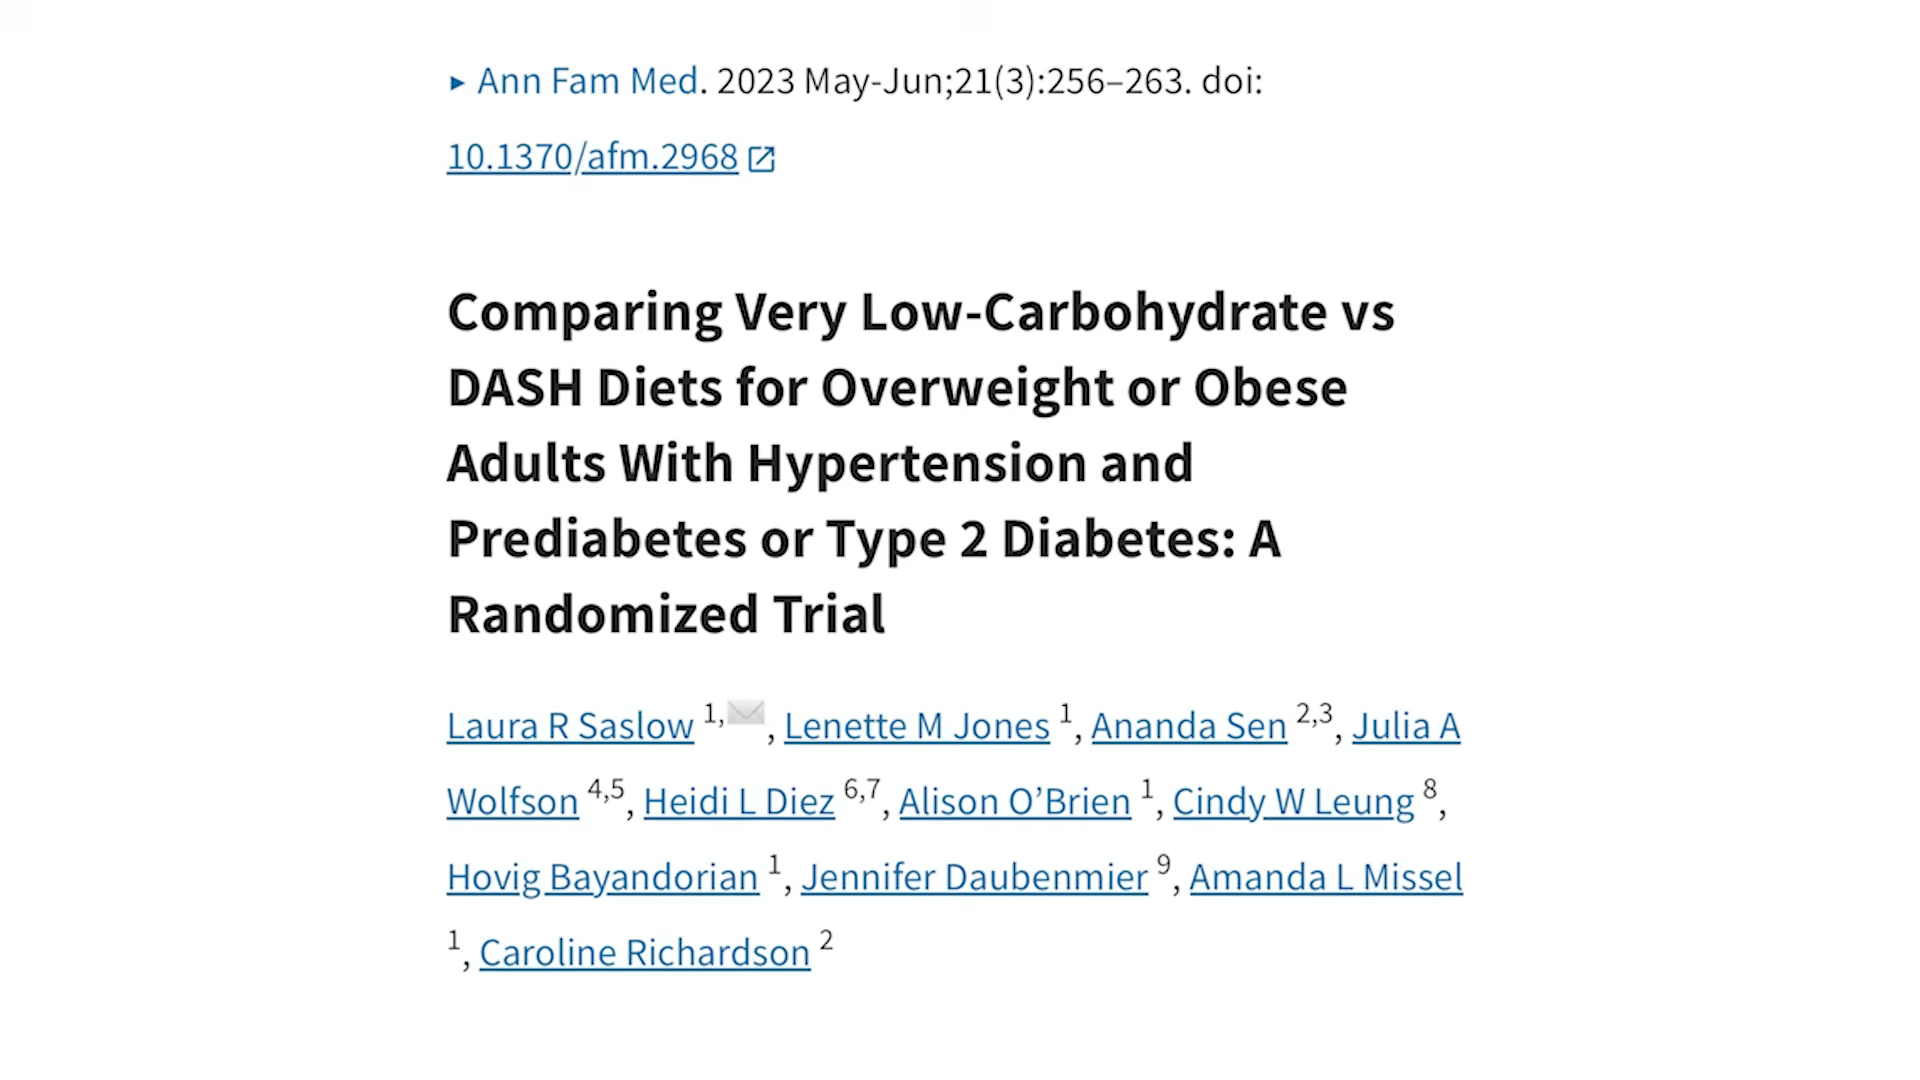 ▸ Ann Fam Med. 2023 May-Jun;21(3):256–263. doi:
10.1370/afm.2968
Comparing Very Low-Carbohydrate vs
DASH Diets for Overweight or Obese
Adults With Hypertension and
Prediabetes or Type 2 Diabetes: A
Randomized Trial
Laura R Saslow 1,✉, Lenette M Jones 1, Ananda Sen 2,3, Julia A
Wolfson 4,5, Heidi L Diez 6,7, Alison O’Brien 1, Cindy W Leung 8,
Hovig Bayandorian 1, Jennifer Daubenmier 9, Amanda L Missel
1, Caroline Richardson 2